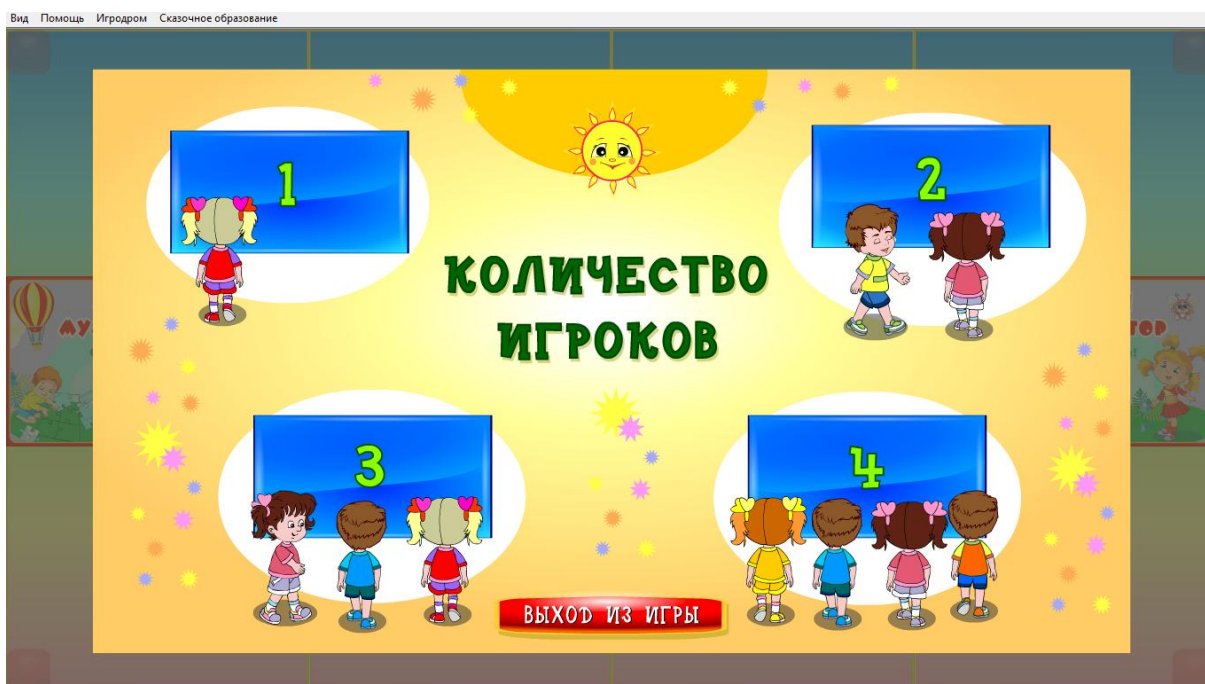 Вид Помощь Игродром Сказочное образование
1
2
КОЛИЧЕСТВО
ИГРОКОВ
3
4
ВЫХОД ИЗ ИГРЫ